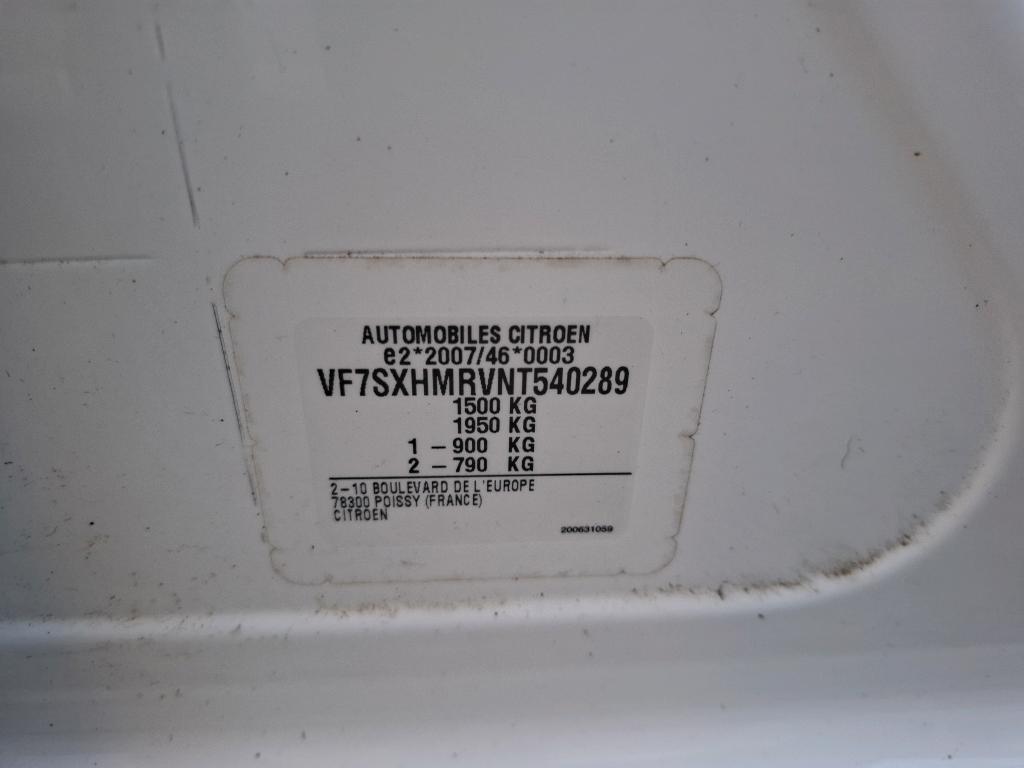 AUTOMOBILES CITROEN
e2*2007/46*0003
VF7SXHMRVNT540289
1500 KG
1950 KG
1 - 900 KG
2 - 790 KG
2-10 BOULEVARD DE L'EUROPE
78300 POISSY (FRANCE)
CITROEN
200631059